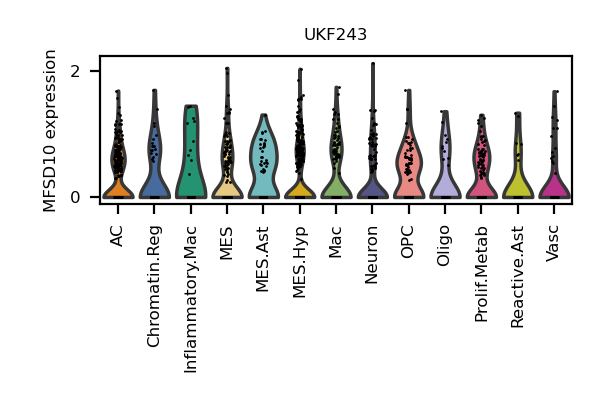 UKF243
MFSD10 expression
2
0
AC
Chromatin.Reg
Inflammatory.Mac
MES
MES.Ast
MES.Hyp
Mac
Neuron
OPC
Oligo
Prolif.Metab
Reactive.Ast
Vasc